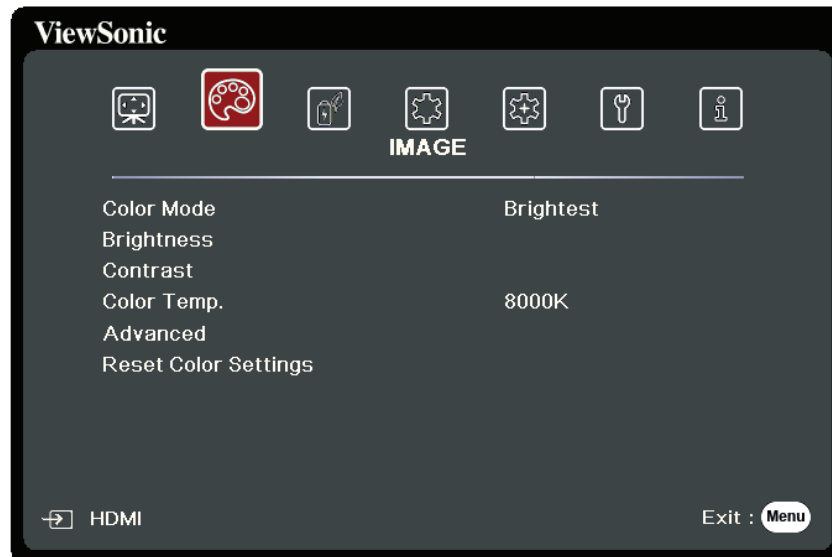 ViewSonic
IMAGE
Color Mode Brightest
Brightness
Contrast
Color Temp. 8000K
Advanced
Reset Color Settings
HDMI Exit : Menu